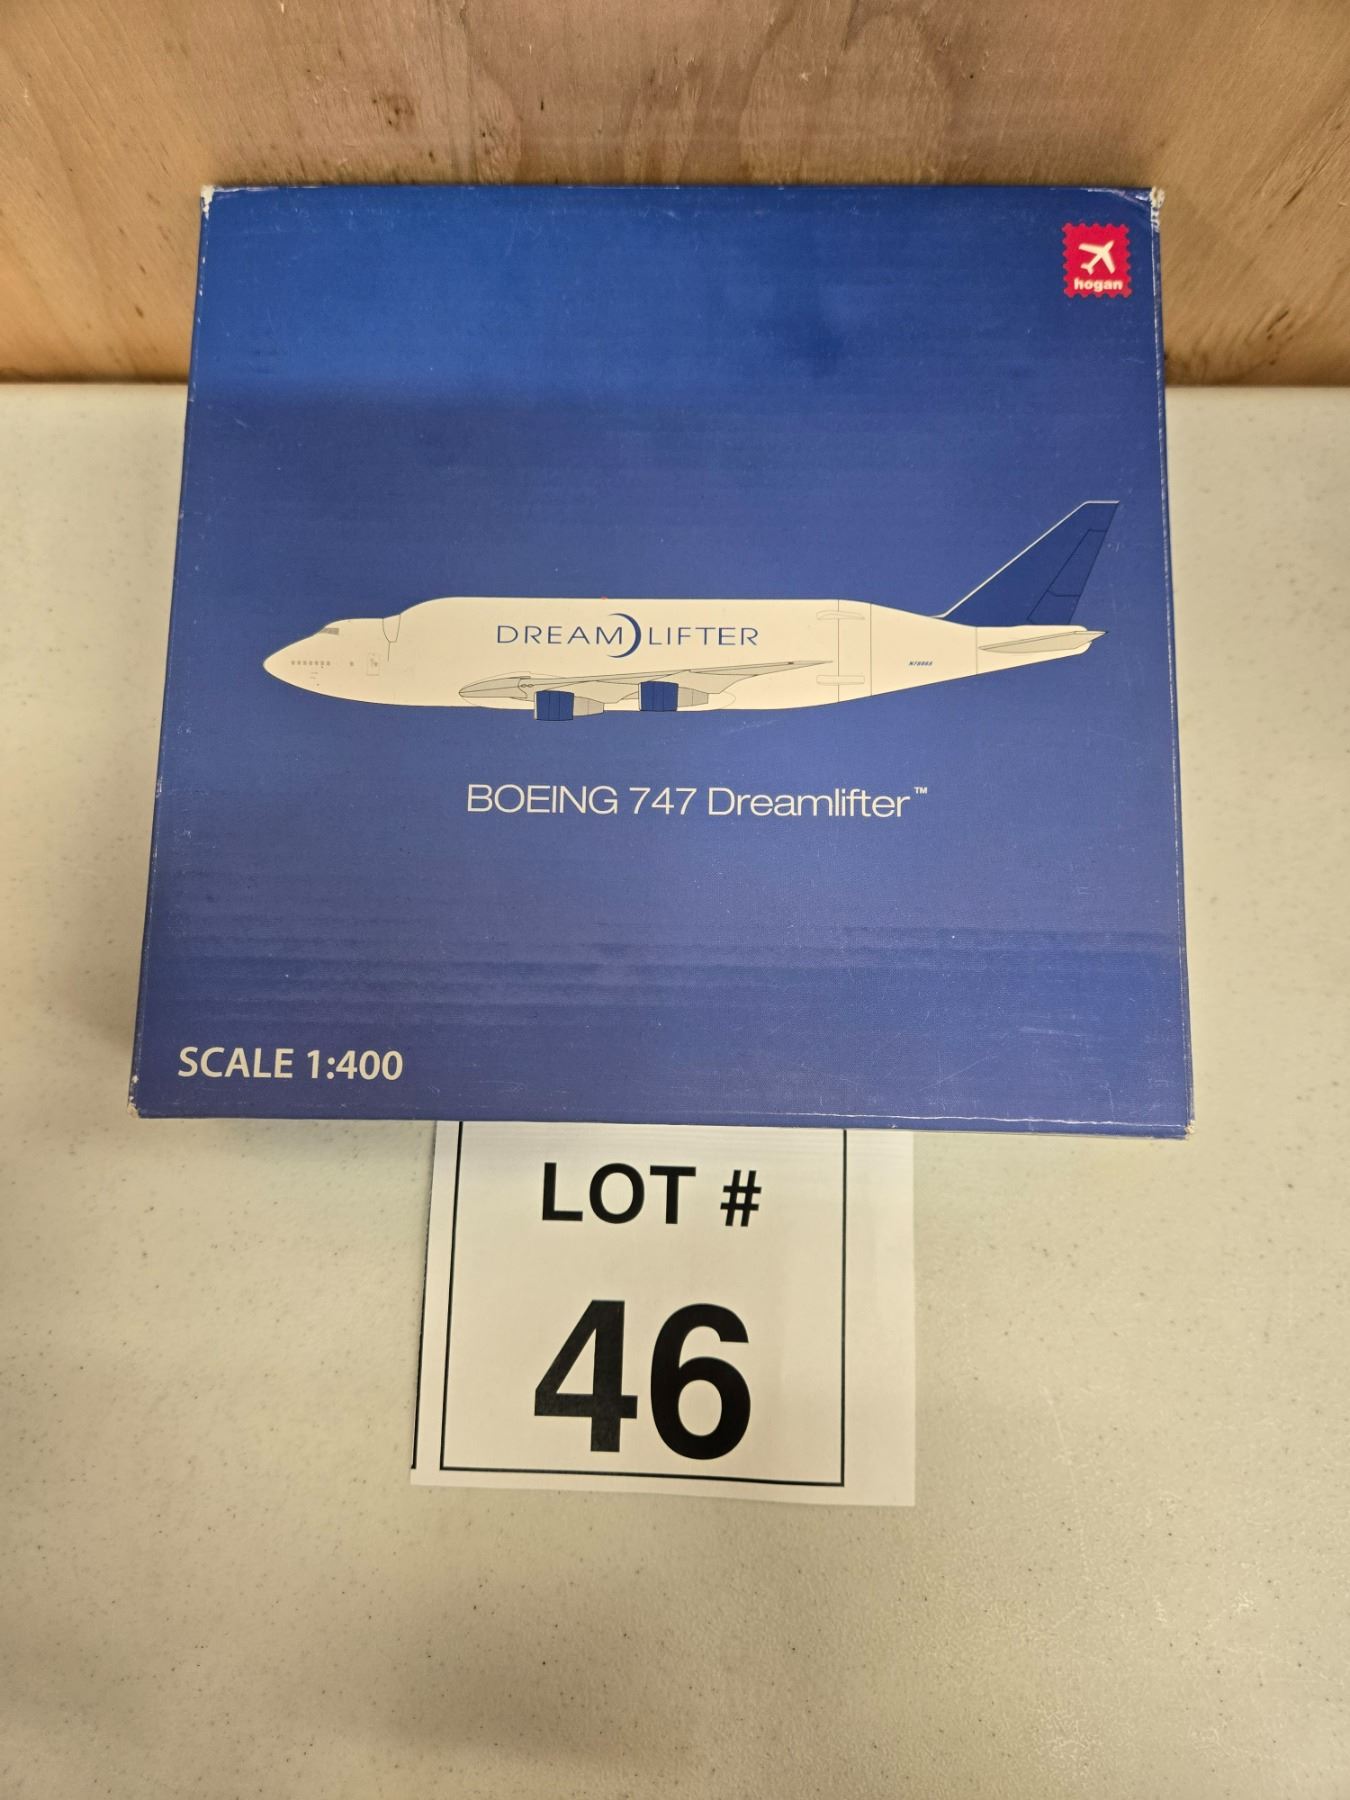 hogan
DREAM LIFTER
BOEING 747 Dreamlifter™
SCALE 1:400
LOT #
46